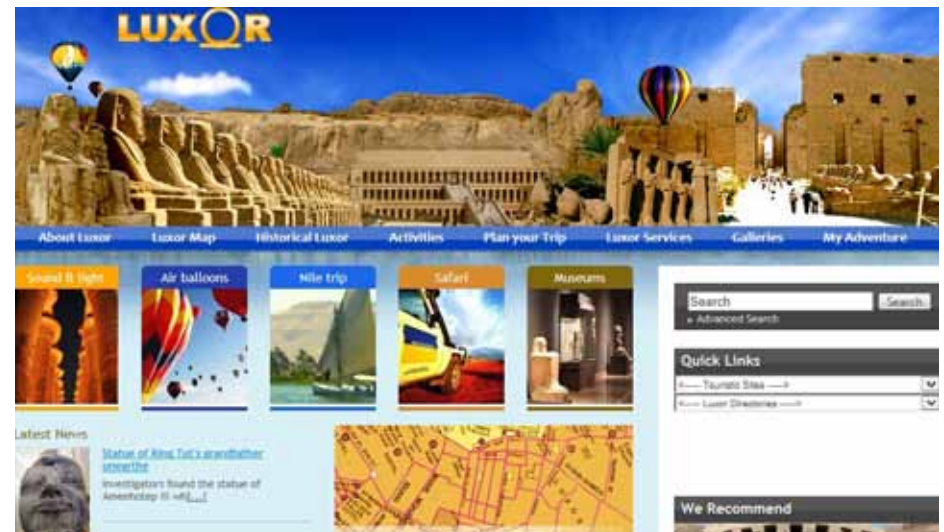 LUXOR
About Luxor Luxor Map Historical Luxor Activities Plan your Trip Luxor Services Galleries My Adventure
Sound & light Air balloons Nile trip Safari Museums
Search Search
Advanced Search
Quick Links
<---- Touristic Sites ---->
<---- Luxor Directories ---->
Latest News
Statue of King Tut's grandfather
unearthe
Investigators found the statue of
Amenhotep III [...]
We Recommend